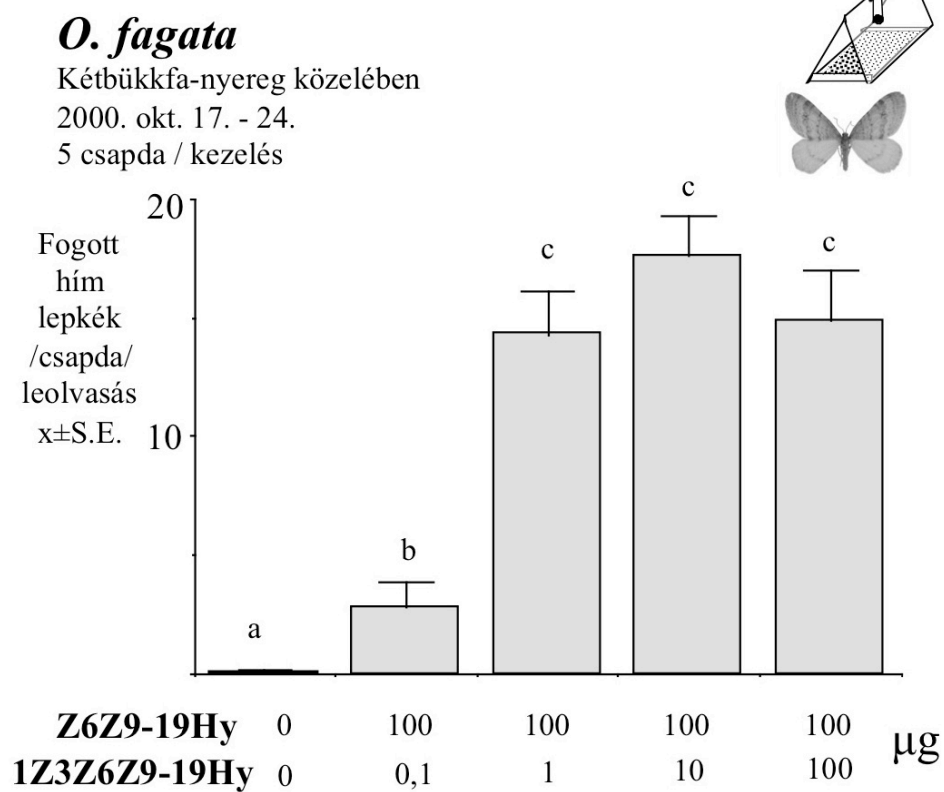 O. fagata
Kétbükkfa-nyereg közelében
2000. okt. 17. - 24.
5 csapda / kezelés
Fogott
hím
lepkék
/csapda/
leolvasás
x±S.E.
20
10
a
b
c
c
c
Z6Z9-19Hy 0 100 100 100 100
1Z3Z6Z9-19Hy 0 0,1 1 10 100
µg